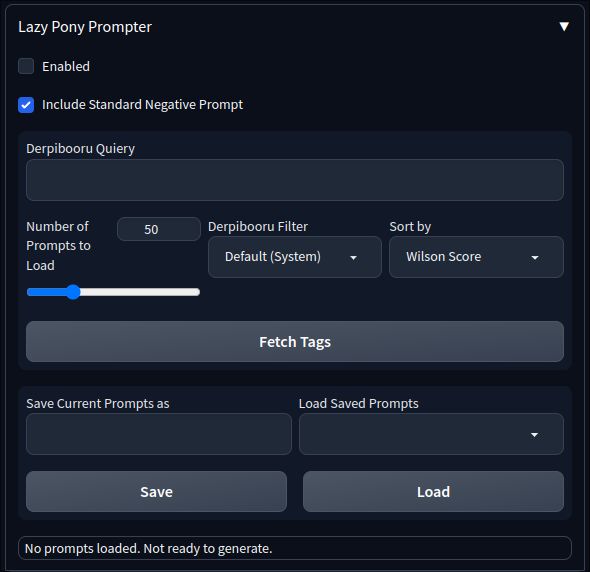 Lazy Pony Prompter
Enabled
Include Standard Negative Prompt
Derpibooru Quiery
Number of
Prompts to
Load
50
Derpibooru Filter
Default (System)
Sort by
Wilson Score
Fetch Tags
Save Current Prompts as
Load Saved Prompts
Save
Load
No prompts loaded. Not ready to generate.